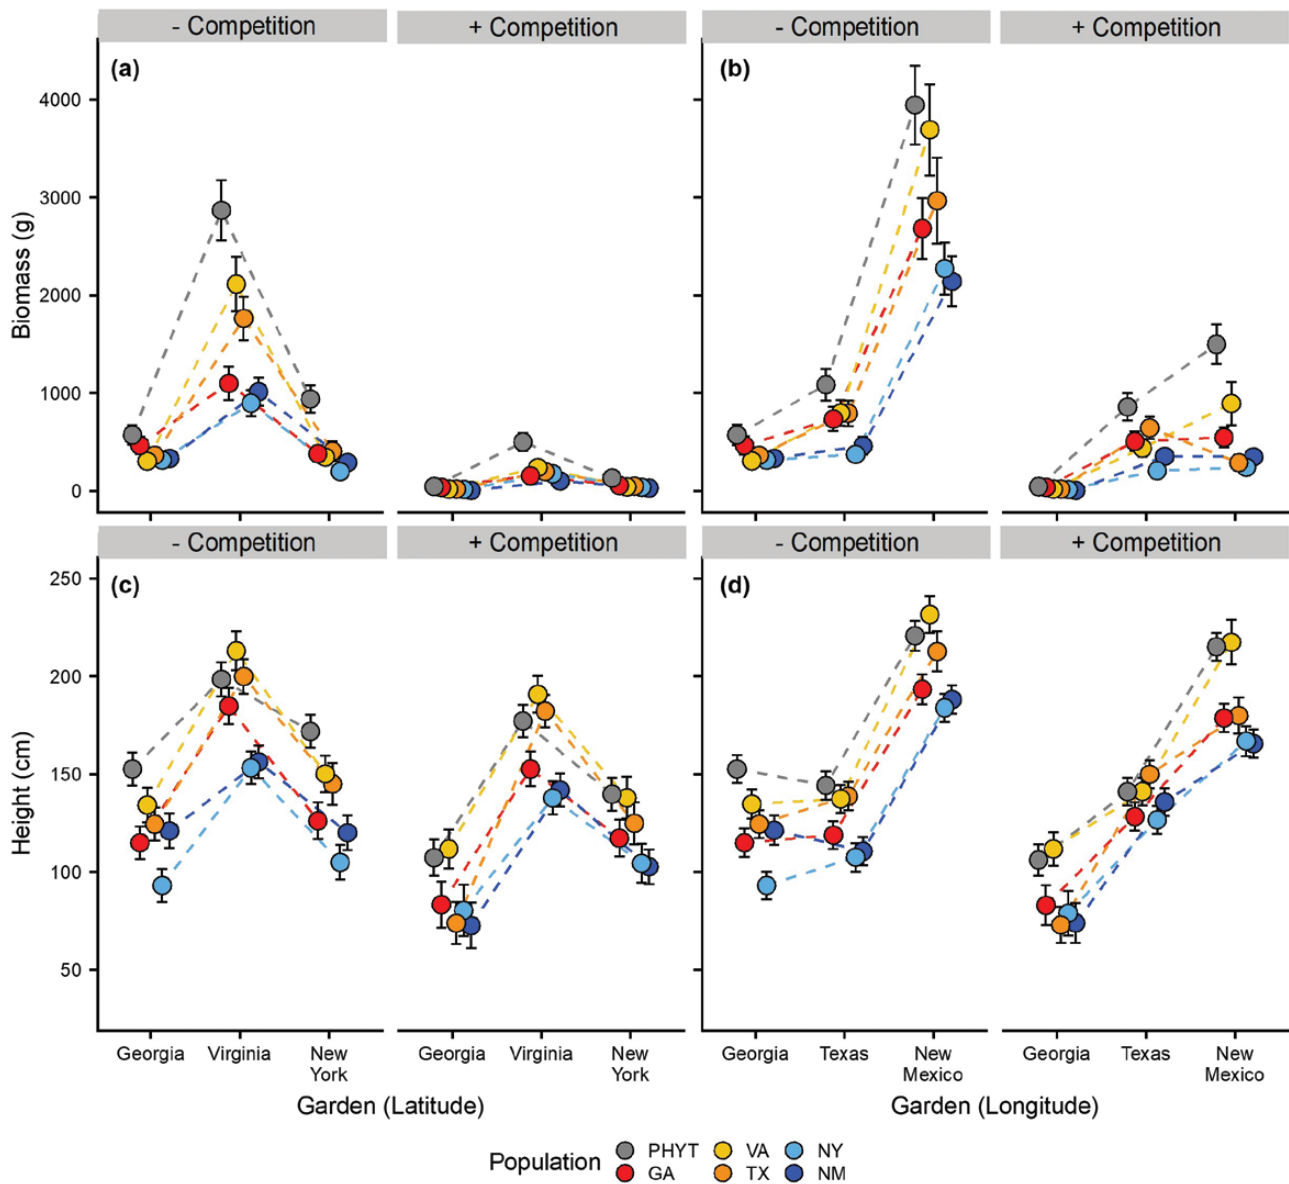 - Competition + Competition - Competition + Competition
(a) (b)
4000
3000
2000
1000
0
Biomass (g)
- Competition + Competition - Competition + Competition
(c) (d)
250
200
150
100
50
Height (cm)
Georgia Virginia New York Georgia Virginia New York Georgia Texas New Mexico Georgia Texas New Mexico
Garden (Latitude) Garden (Longitude)
Population PHYT VA NY
GA TX NM